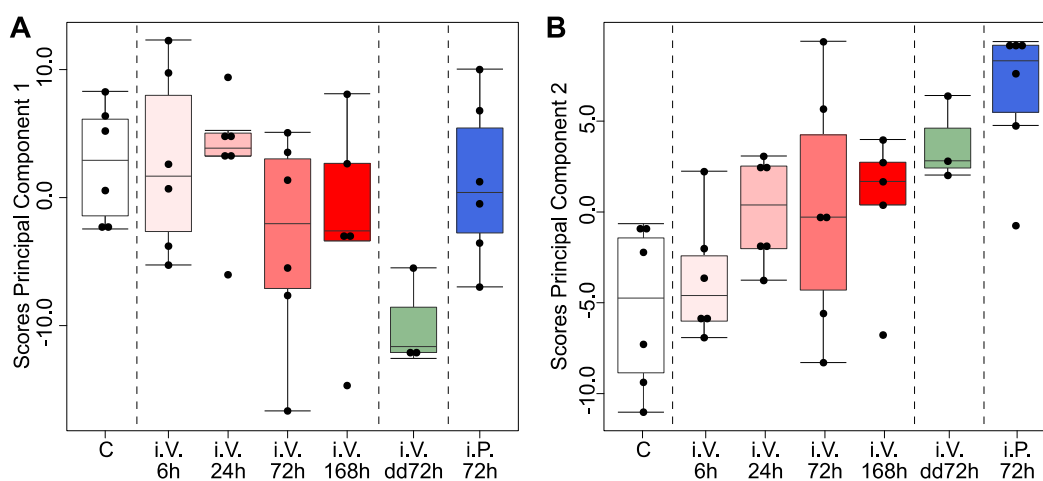 A
Scores Principal Component 1
10.0
0.0
-10.0
C
i.V. 6h
i.V. 24h
i.V. 72h
i.V. 168h
i.V. dd72h
i.P. 72h
B
Scores Principal Component 2
5.0
0.0
-5.0
-10.0
C
i.V. 6h
i.V. 24h
i.V. 72h
i.V. 168h
i.V. dd72h
i.P. 72h